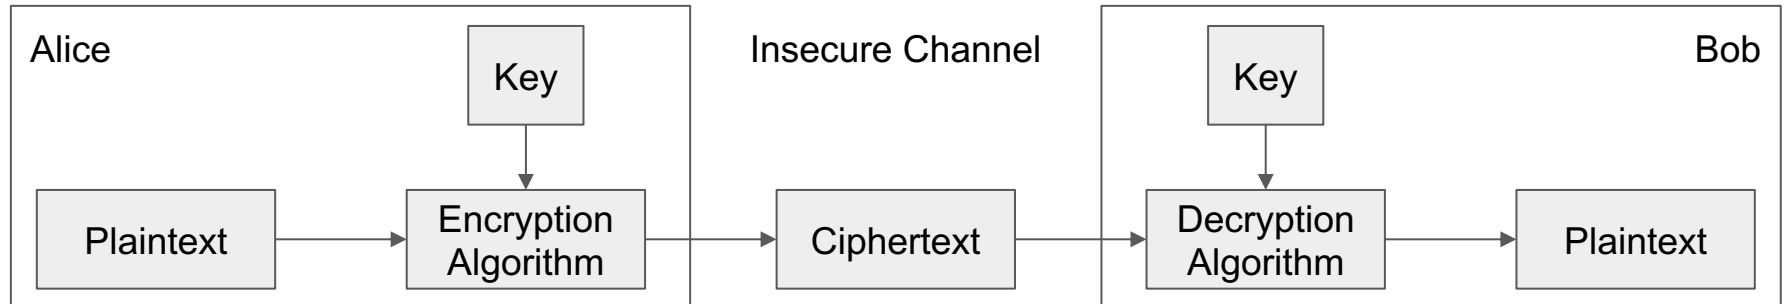 Alice
Key
Insecure Channel
Key
Bob
Plaintext
Encryption
Algorithm
Ciphertext
Decryption
Algorithm
Plaintext